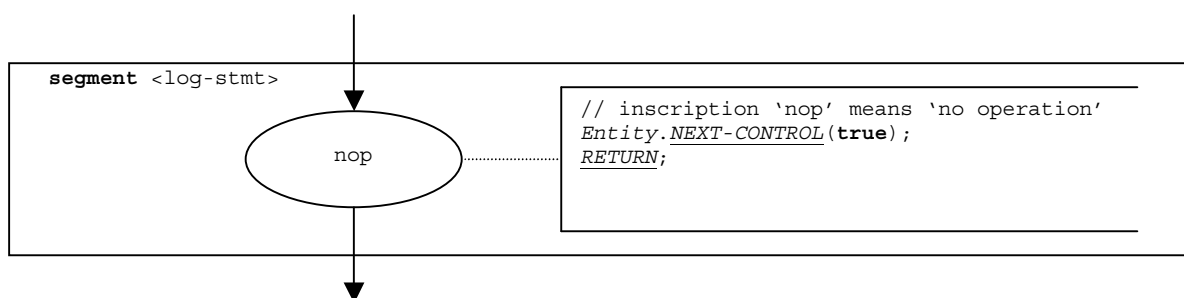 segment <log-stmt>
nop
// inscription ‘nop’ means ‘no operation’
Entity.NEXT-CONTROL(true);
RETURN;